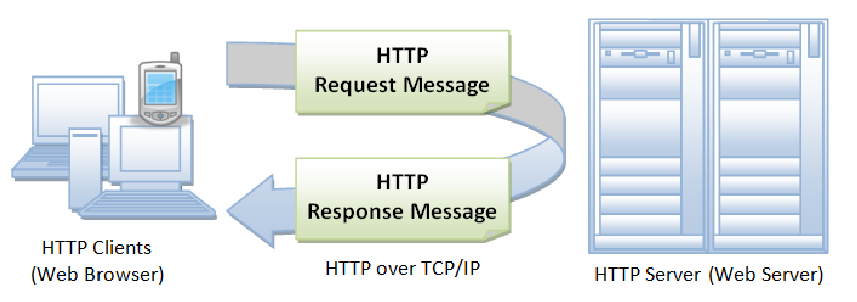 HTTP
Request Message
HTTP
Response Message
HTTP Clients
(Web Browser)
HTTP over TCP/IP
HTTP Server (Web Server)